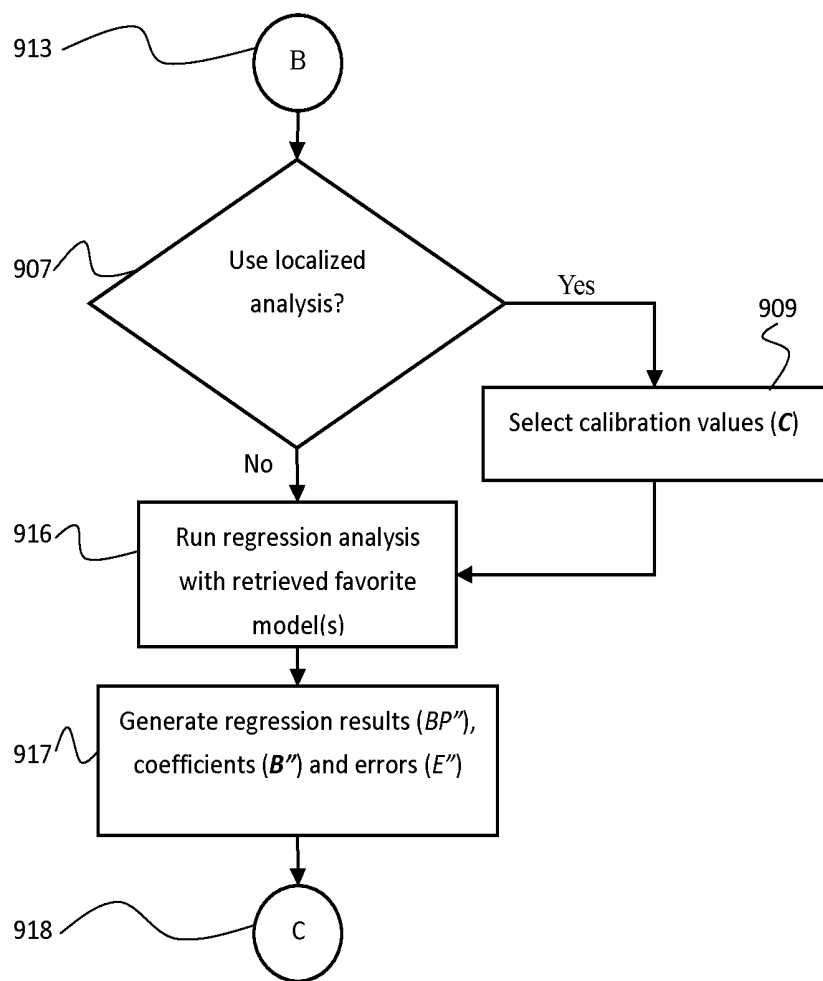 913
B
907
Use localized
analysis?
Yes
909
Select calibration values (C)
No
916
Run regression analysis
with retrieved favorite
model(s)
917
Generate regression results (BP”),
coefficients (B”) and errors (E”)
918
C